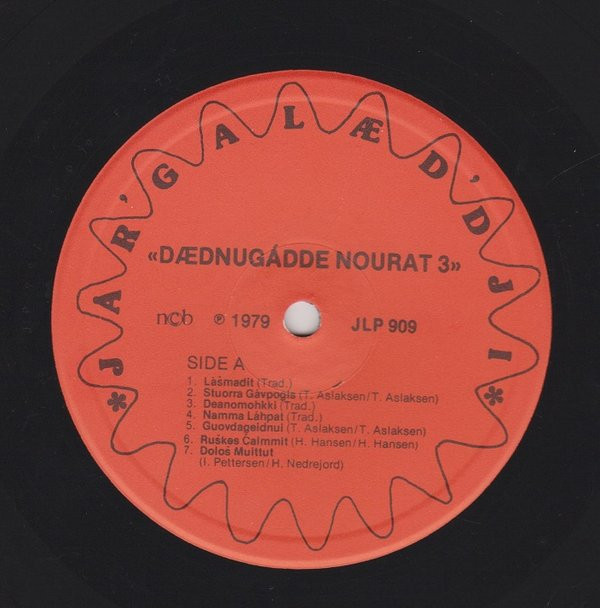 * JAR'GALÆD'DJI *
«DÆDNUGÁDDE NOURAT 3»
ncb ℗ 1979 JLP 909
SIDE A
1. Lášmadit (Trad.)
2. Stuorra Gávpogis (T. Aslaksen/T. Aslaksen)
3. Deanomohkki (Trad.)
4. Namma Láhpat (Trad.)
5. Guovdageidnui (T. Aslaksen/T. Aslaksen)
6. Ruškes Čalmmit (H. Hansen/H. Hansen)
7. Dološ Muittut
(I. Pettersen/H. Nedrejord)